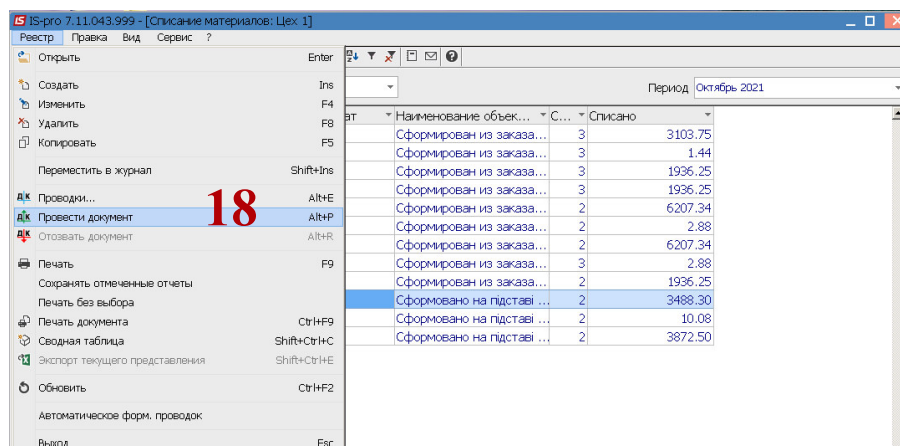 IS-pro 7.11.043.999 - [Списание материалов: Цех 1]
Реестр Правка Вид Сервис ?
Открыть Enter
Создать Ins
Период Октябрь 2021
Изменить F4
Удалить F8
ат Наименование объек... С... Списано
Копировать F5
Сформирован из заказа... 3 3103.75
Сформирован из заказа... 3 1.44
Переместить в журнал Shift+Ins
Сформирован из заказа... 3 1936.25
Проводки... Alt+E
Сформирован из заказа... 3 1936.25
18
Провести документ Alt+P
Сформирован из заказа... 2 6207.34
Отозвать документ Alt+R
Сформирован из заказа... 2 2.88
Сформирован из заказа... 2 6207.34
Печать F9
Сформирован из заказа... 3 2.88
Сохранять отмеченные отчеты
Сформирован из заказа... 2 1936.25
Печать без выбора
Сформовано на підставі ... 2 3488.30
Печать документа Ctrl+F9
Сформовано на підставі ... 2 10.08
Сводная таблица Shift+Ctrl+C
Сформовано на підставі ... 2 3872.50
Экспорт текущего представления Shift+Ctrl+E
Обновить Ctrl+F2
Автоматическое форм. проводок
Выход Esc